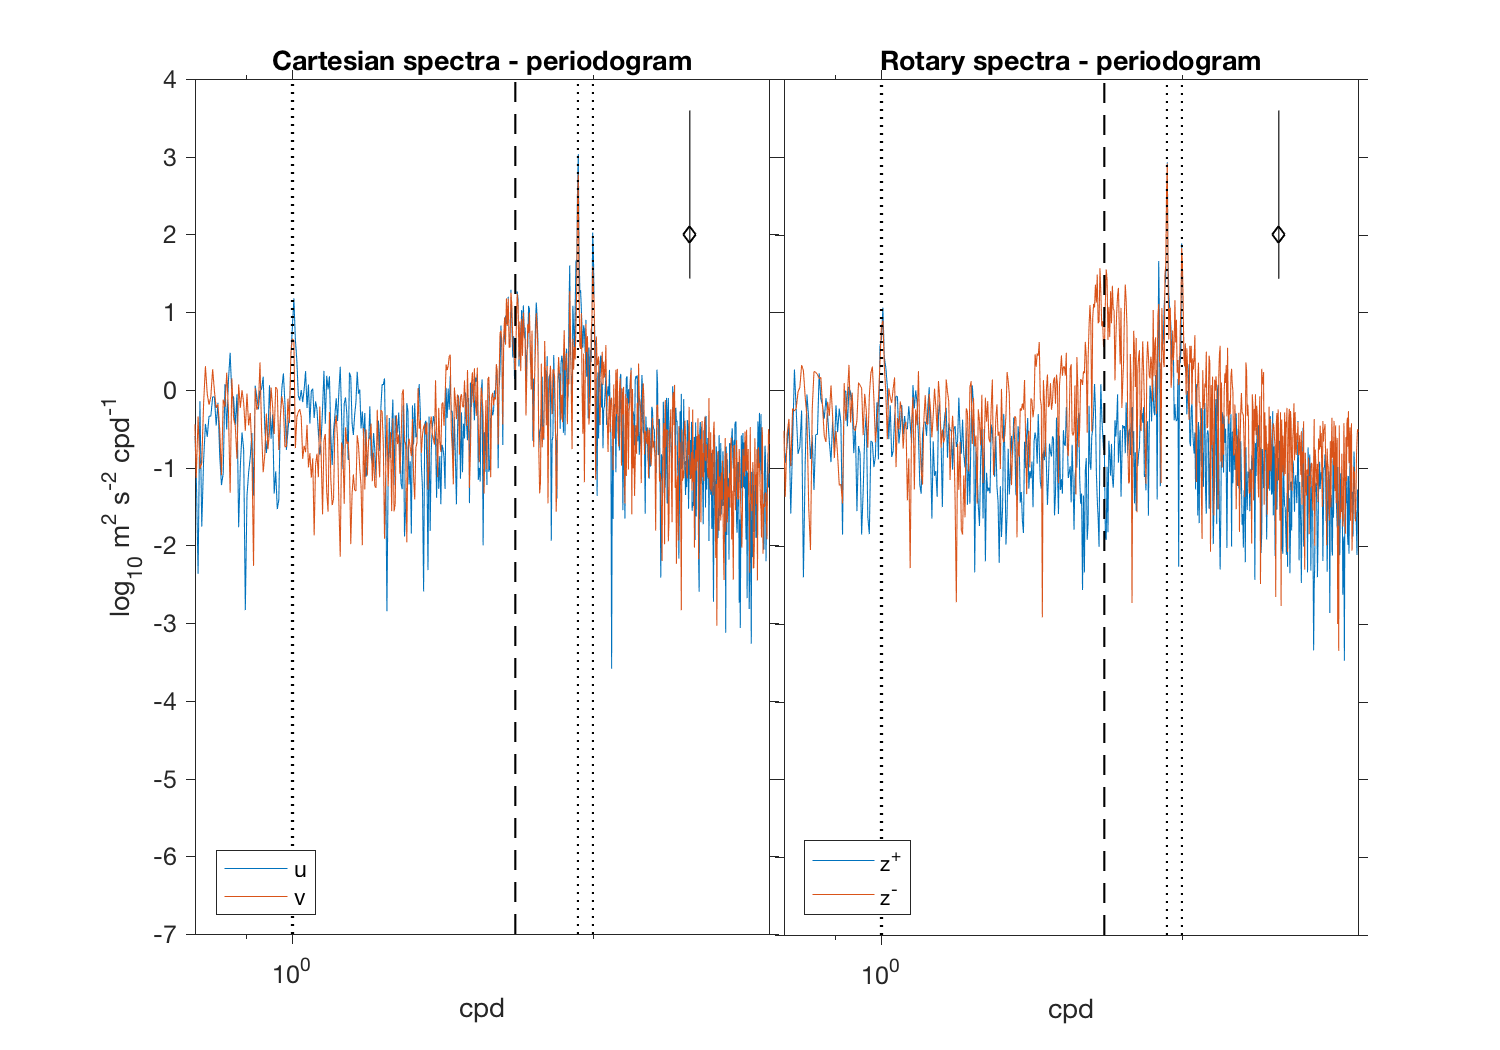 Cartesian spectra - periodogram
Rotary spectra - periodogram
4
3
2
1
0
-1
-2
-3
-4
-5
-6
-7
log10 m2 s-2 cpd-1
u
v
z+
z-
10^0
10^0
cpd
cpd